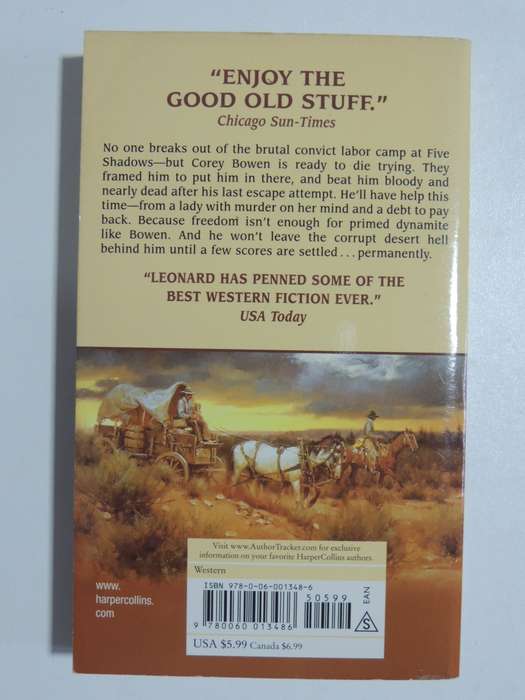 “ENJOY THE
GOOD OLD STUFF.”
Chicago Sun-Times
No one breaks out of the brutal convict labor camp at Five
Shadows—but Corey Bowen is ready to die trying. They
framed him to put him in there, and beat him bloody and
nearly dead after his last escape attempt. He’ll have help this
time—from a lady with murder on her mind and a debt to pay
back. Because freedom isn’t enough for primed dynamite
like Bowen. And he won’t leave the corrupt desert hell
behind him until a few scores are settled . . . permanently.
“LEONARD HAS PENNED SOME OF THE
BEST WESTERN FICTION EVER.”
USA Today
Visit www.AuthorTracker.com for exclusive
information on your favorite HarperCollins authors.
Western
www.
harpercollins.
com
ISBN 978-0-06-001348-6
50599
9 780060 013486
S
EAN
USA $5.99 Canada $6.99